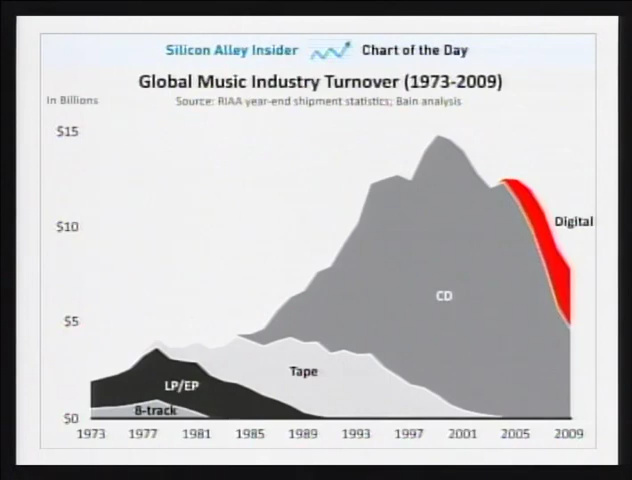 Silicon Alley Insider Chart of the Day
Global Music Industry Turnover (1973-2009)
In Billions
Source: RIAA year-end shipment statistics; Bain analysis
$15
$10
Digital
$5
CD
Tape
LP/EP
8-track
$0
1973 1977 1981 1985 1989 1993 1997 2001 2005 2009